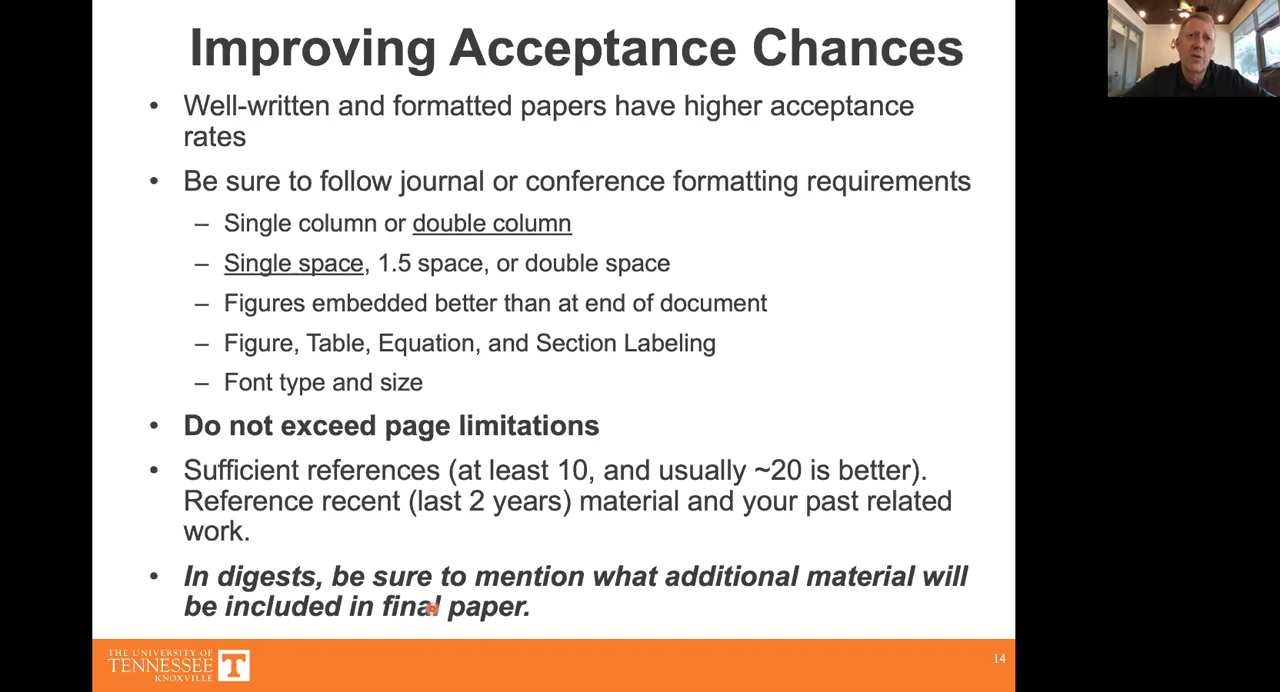 Improving Acceptance Chances
• Well-written and formatted papers have higher acceptance
rates
• Be sure to follow journal or conference formatting requirements
– Single column or double column
– Single space, 1.5 space, or double space
– Figures embedded better than at end of document
– Figure, Table, Equation, and Section Labeling
– Font type and size
• Do not exceed page limitations
• Sufficient references (at least 10, and usually ~20 is better).
Reference recent (last 2 years) material and your past related
work.
• In digests, be sure to mention what additional material will
be included in final paper.
THE UNIVERSITY OF
TENNESSEE
KNOXVILLE
T
14